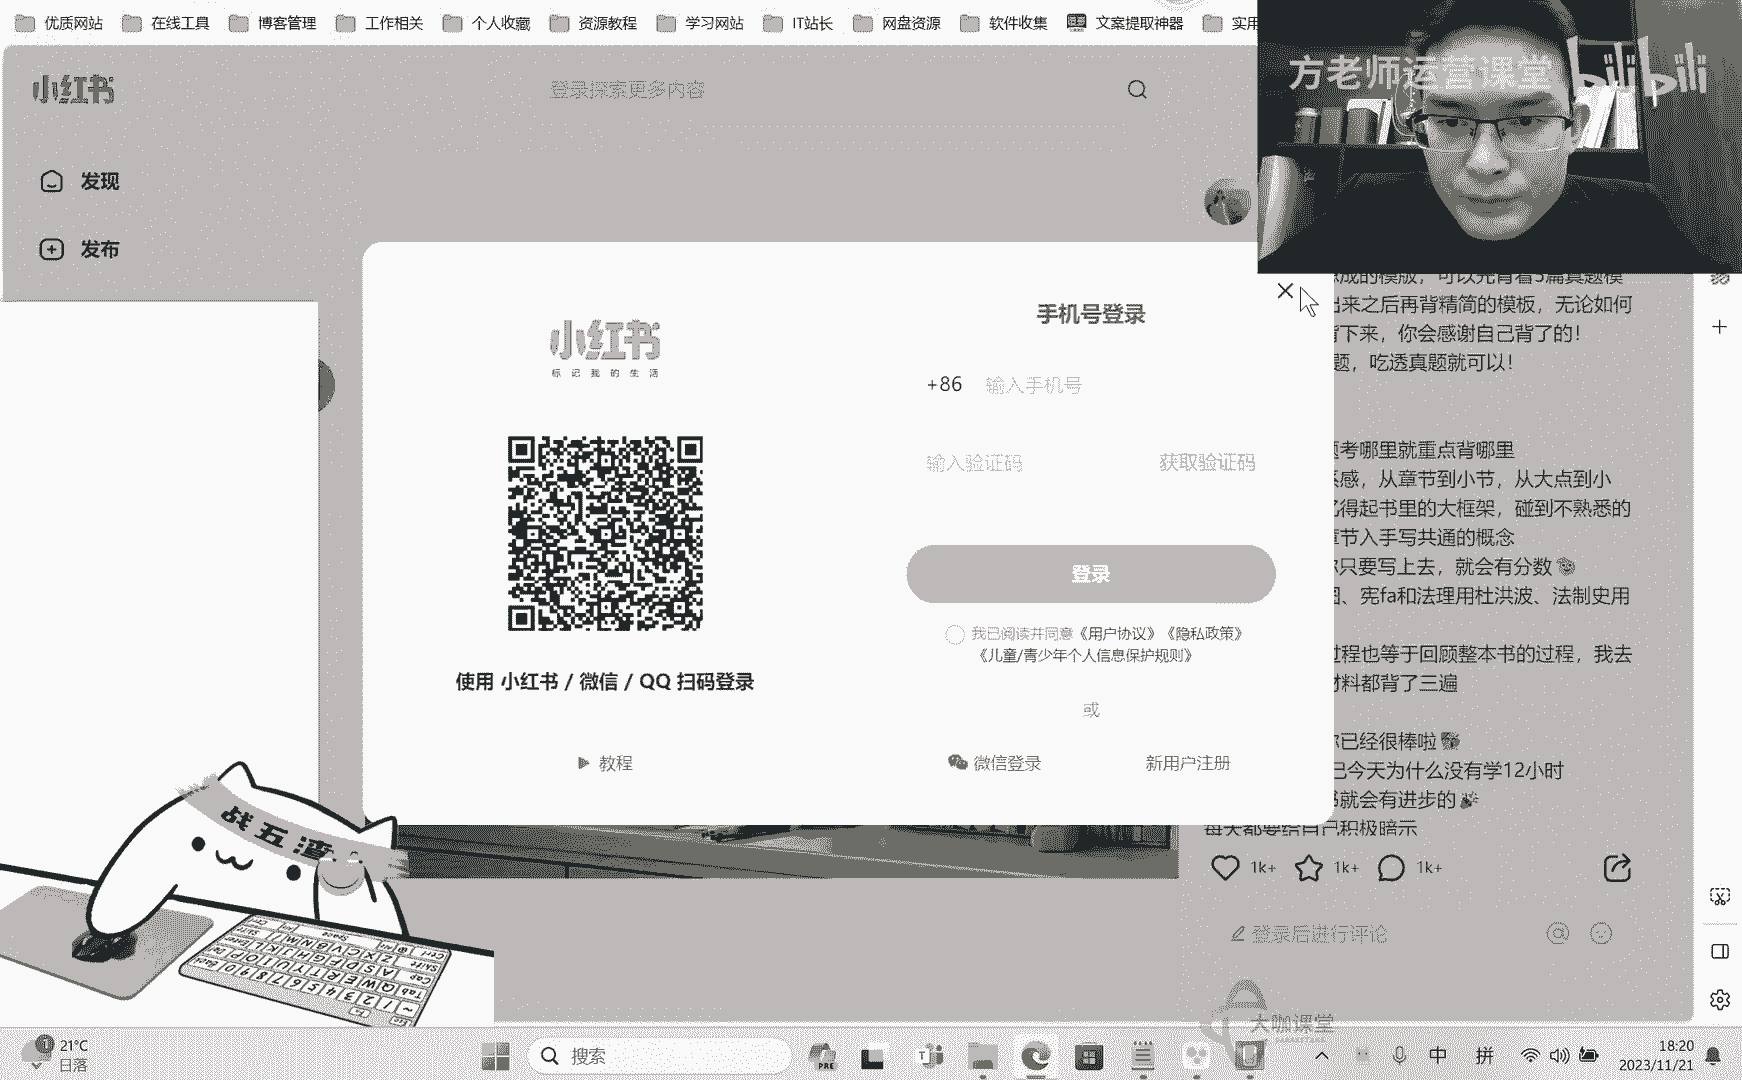 优质网站 在线工具 博客管理 工作相关 个人收藏 资源教程 学习网站 IT站长 网盘资源 软件收集 文案提取神器 实用
方老师运营课堂 bilibili
小红书
登录探索更多内容
发现
发布
手机号登录
小红书
标记我的生活
+86 输入手机号
输入验证码 获取验证码
登录
我已阅读并同意《用户协议》《隐私政策》
《儿童/青少年个人信息保护规则》
使用 小红书 / 微信 / QQ 扫码登录
或
教程
微信登录 新用户注册
成的模版，可以先背着5篇真题模
出来之后再背精简的模板，无论如何
背下来，你会感谢自己背了的！
题，吃透真题就可以！
考哪里就重点背哪里
感，从章节到小节，从大点到小
得起书里的大框架，碰到不熟悉的
章节入手写共通的概念
你只要写上去，就会有分数
图、宪fa和法理用杜洪波、法制史用
过程也等于回顾整本书的过程，我去
材料都背了三遍
你已经很棒啦
己今天为什么没有学12小时
就会有进步的
每天都要给自己积极暗示
1k+ 1k+ 1k+
登录后进行评论
战五渣
大咖课堂
21°C
日落
搜索
PRE
中 拼
18:20
2023/11/21